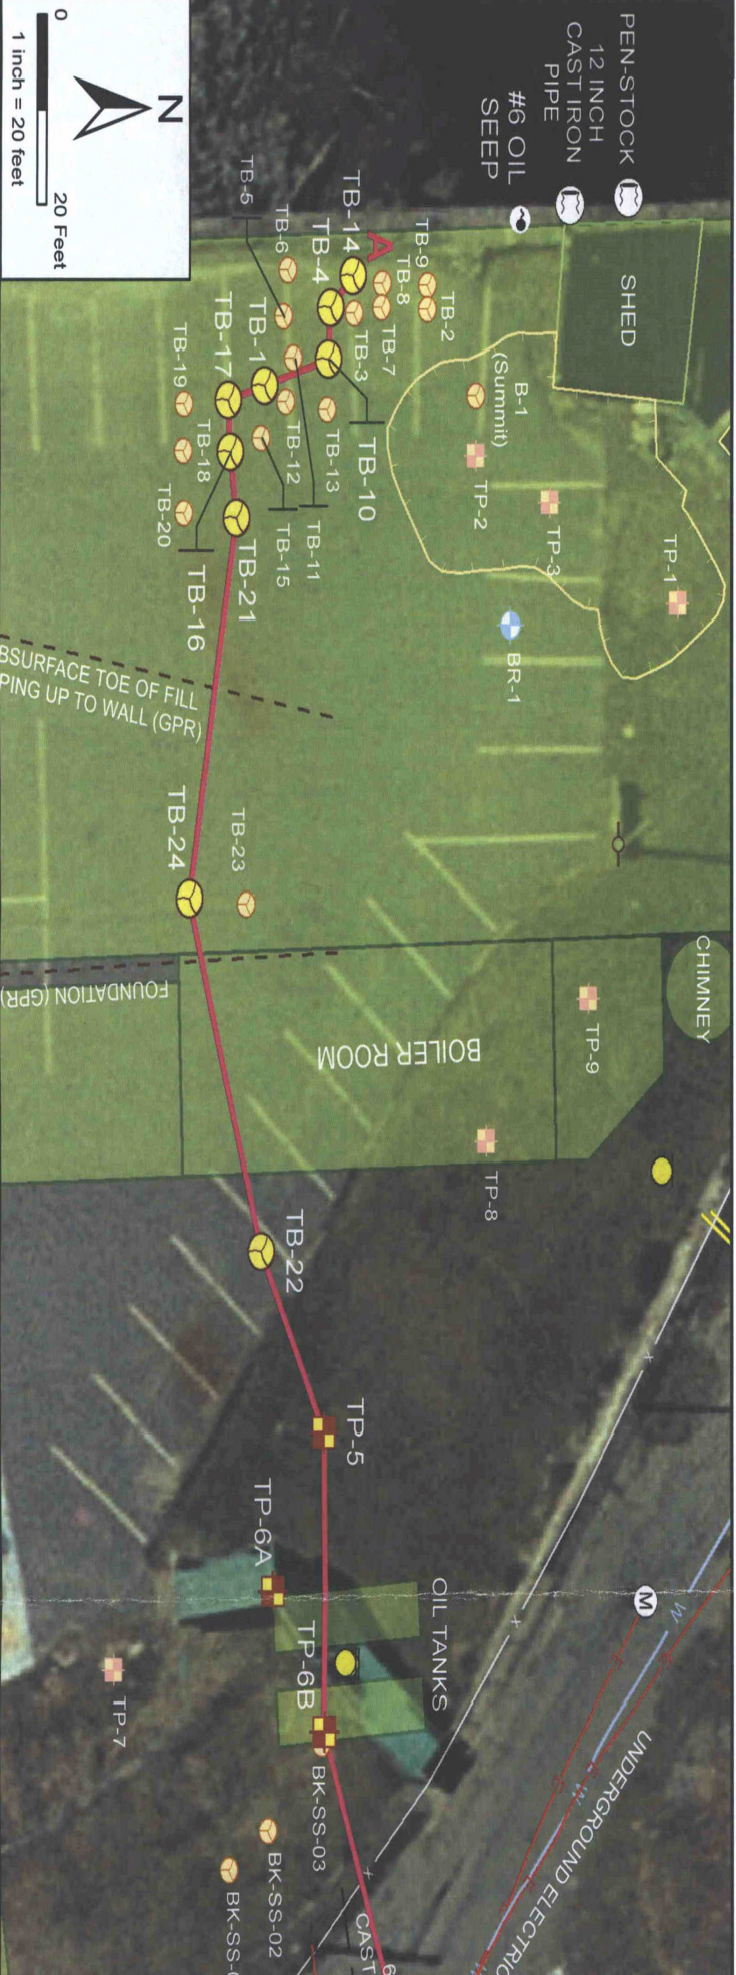 PEN-STOCK
12 INCH
CAST IRON
PIPE
#6 OIL
SEEP
N
0
20 Feet
1 inch = 20 feet
SHED
A
TB-5
TB-6
TB-14
TB-4
TB-9
TB-8
TB-2
TB-7
TB-3
TB-1
TB-17
TB-19
TB-18
TB-20
TB-12
TB-13
TB-10
TB-11
TB-15
TB-16
TB-21
B-1
(Summit)
TP-2
TP-3
TP-1
BR-1
TOE OF FILL
UP TO WALL (GPR)
TB-24
TB-23
FOUNDATION (GPR)
BOILER ROOM
CHIMNEY
TP-9
TP-8
TB-22
TP-5
TP-6A
TP-6B
OIL TANKS
TP-7
M
x
x
x
W
W
W
E
E
UNDERGROUND ELECTRIC
BK-SS-03
BK-SS-02
CAST
6